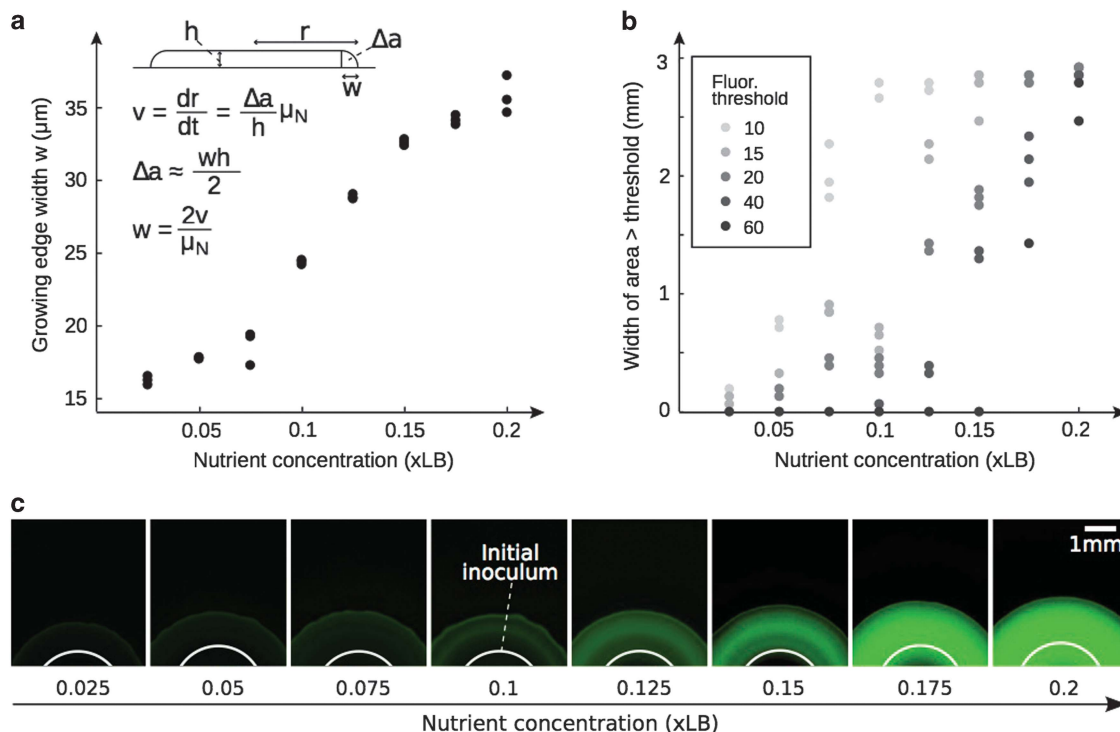 a
h
r
Δa
w
v = dr/dt = Δa/h μN
Δa ≈ wh/2
w = 2v/μN
Growing edge width w (μm)
35
30
25
20
15
0.05
0.1
0.15
0.2
Nutrient concentration (xLB)
b
Fluor.
threshold
10
15
20
40
60
Width of area > threshold (mm)
3
2
1
0
0.05
0.1
0.15
0.2
Nutrient concentration (xLB)
c
Initial
inoculum
1mm
0.025
0.05
0.075
0.1
0.125
0.15
0.175
0.2
Nutrient concentration (xLB)